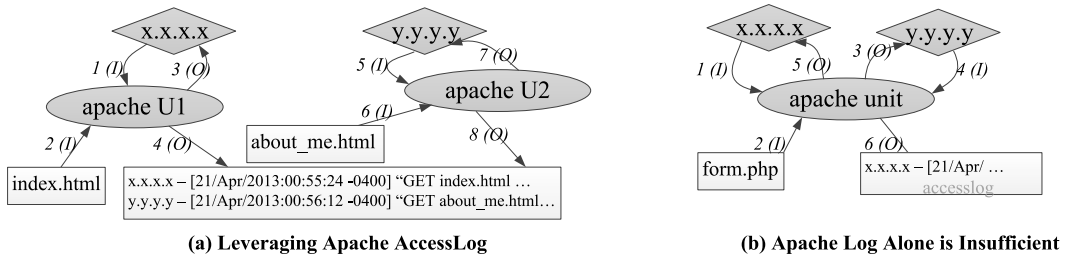 x.x.x.x
y.y.y.y
1 (I)
3 (O)
5 (I)
7 (O)
apache U1
apache U2
2 (I)
4 (O)
6 (I)
8 (O)
index.html
about_me.html
x.x.x.x – [21/Apr/2013:00:55:24 -0400] “GET index.html …
y.y.y.y – [21/Apr/2013:00:56:12 -0400] “GET about_me.html…
(a) Leveraging Apache AccessLog
x.x.x.x
y.y.y.y
1 (I)
5 (O)
3 (O)
4 (I)
apache unit
2 (I)
6 (O)
form.php
x.x.x.x – [21/Apr/ …
accesslog
(b) Apache Log Alone is Insufficient